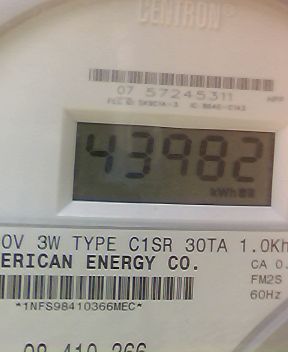 CENTRON®
07 57245311
43982
kWh
0V 3W TYPE C1SR 30TA 1.0Kh
ERICAN ENERGY CO.
CA 0.
FM2S
*1NFS98410366MEC*
60Hz
08 410 366